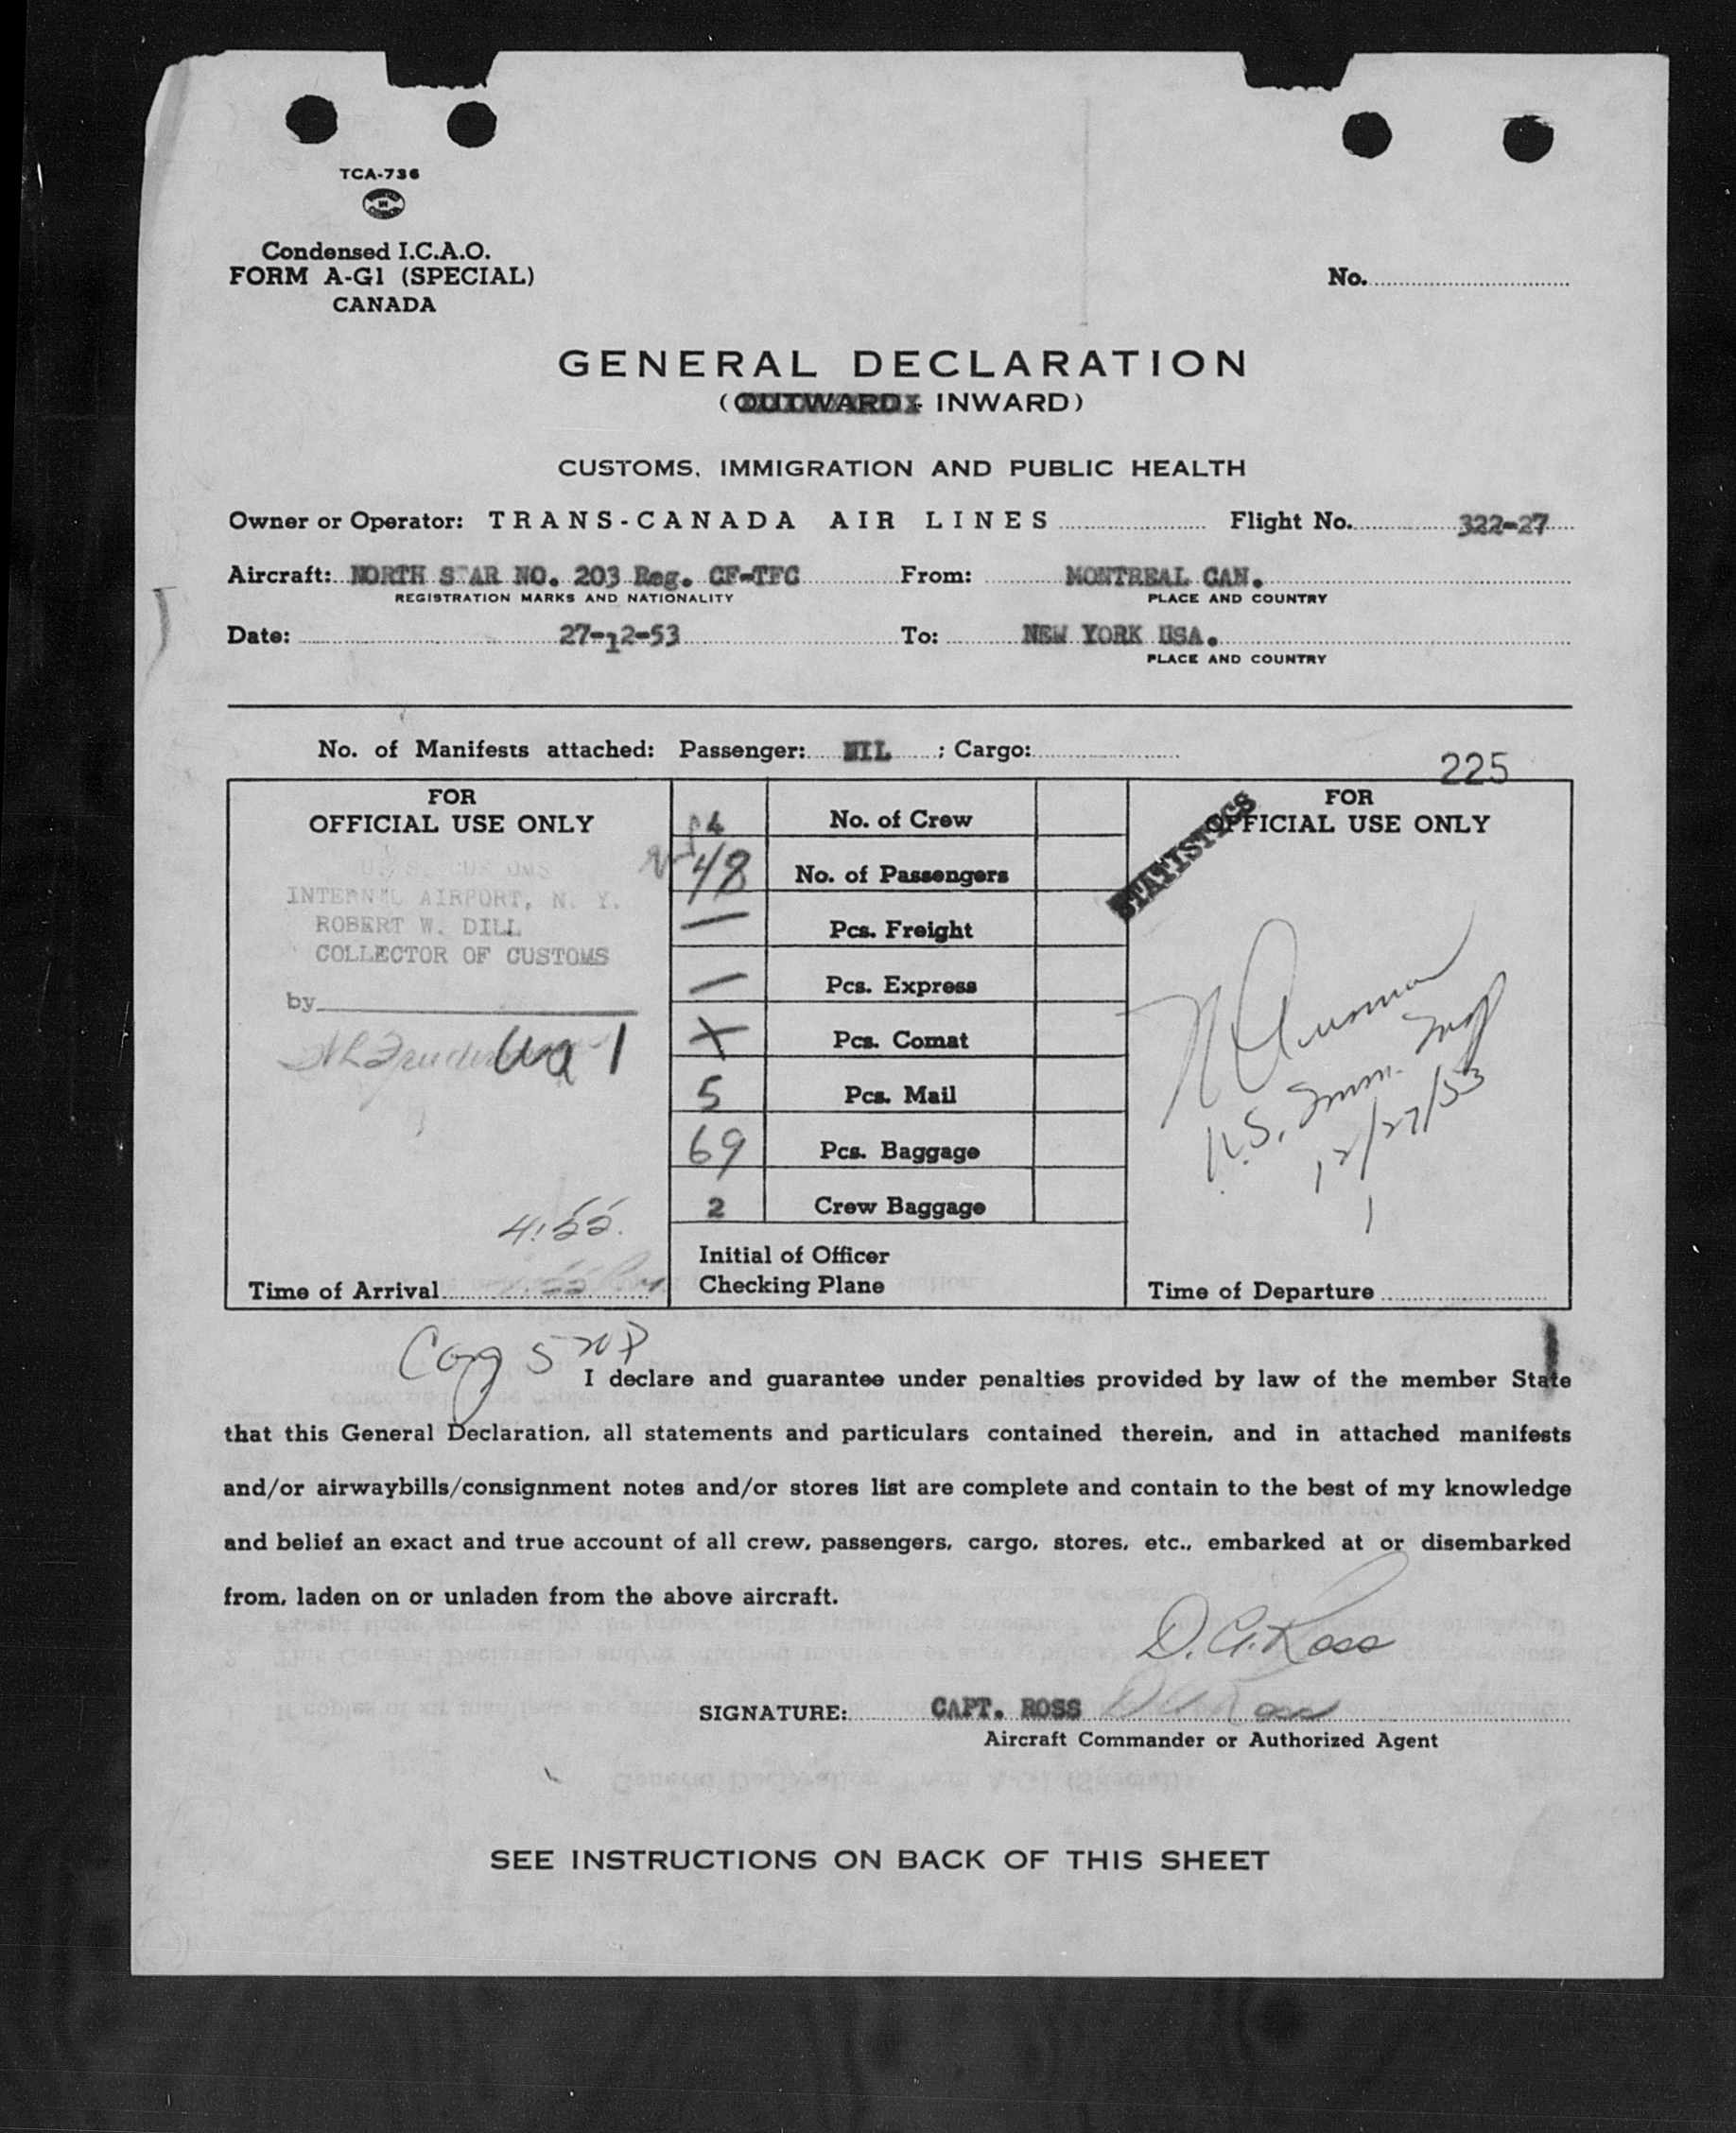 TCA-736
Condensed I.C.A.O.
FORM A-G1 (SPECIAL)
CANADA
No.
GENERAL DECLARATION
(OUTWARD - INWARD)
CUSTOMS, IMMIGRATION AND PUBLIC HEALTH
Owner or Operator: TRANS-CANADA AIR LINES Flight No. 322-27
Aircraft: NORTH STAR NO. 203 Reg. CF-TFC From: MONTREAL CAN.
REGISTRATION MARKS AND NATIONALITY PLACE AND COUNTRY
Date: 27-12-53 To: NEW YORK USA.
PLACE AND COUNTRY
No. of Manifests attached: Passenger: NIL ; Cargo:
225
FOR
OFFICIAL USE ONLY
U. S. CUSTOMS
INTERNAL AIRPORT, N. Y.
ROBERT W. DILL
COLLECTOR OF CUSTOMS
by
4:55.
Time of Arrival
4 No. of Crew
48 No. of Passengers
— Pcs. Freight
— Pcs. Express
X Pcs. Comat
5 Pcs. Mail
69 Pcs. Baggage
2 Crew Baggage
Initial of Officer
Checking Plane
FOR
OFFICIAL USE ONLY
STATISTICS
U.S. Imm. Insp
12/27/53
1
Time of Departure
I declare and guarantee under penalties provided by law of the member State
that this General Declaration, all statements and particulars contained therein, and in attached manifests
and/or airwaybills/consignment notes and/or stores list are complete and contain to the best of my knowledge
and belief an exact and true account of all crew, passengers, cargo, stores, etc., embarked at or disembarked
from, laden on or unladen from the above aircraft.
D. A. Ross
SIGNATURE: CAPT. ROSS
Aircraft Commander or Authorized Agent
SEE INSTRUCTIONS ON BACK OF THIS SHEET